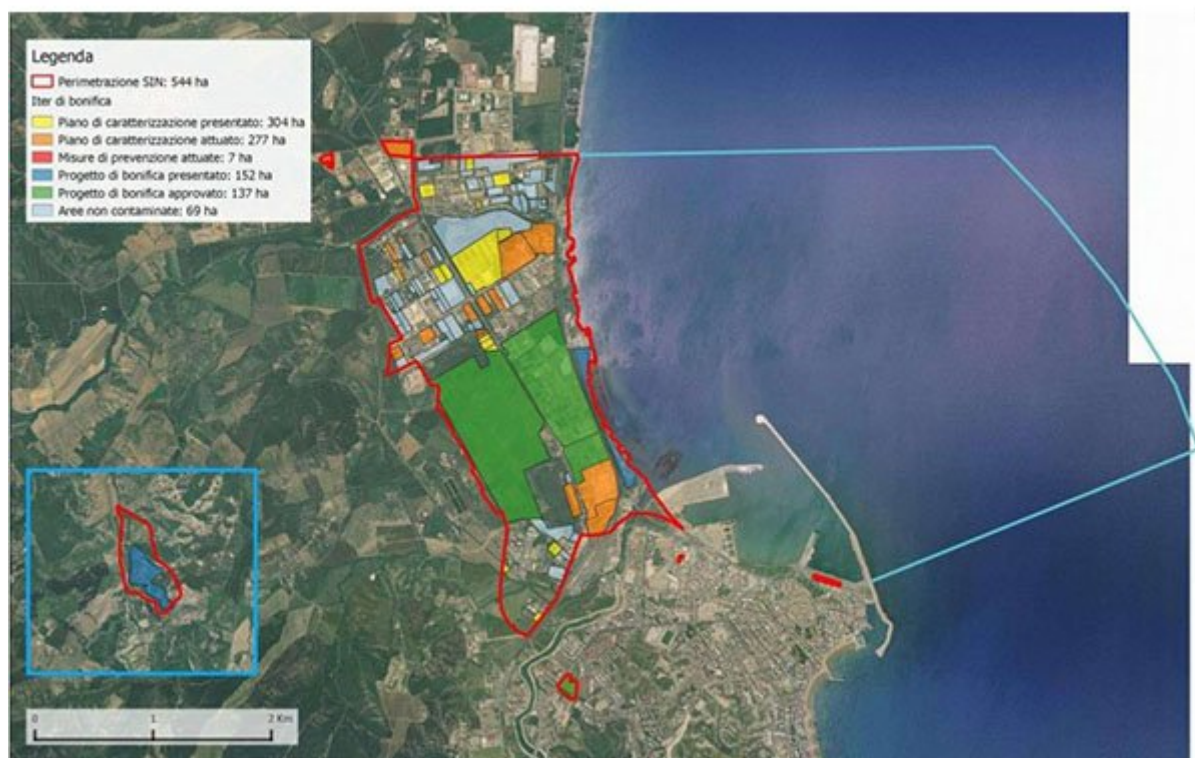 Legenda
Perimetrazione SIN: 544 ha
Iter di bonifica
Piano di caratterizzazione presentato: 304 ha
Piano di caratterizzazione attuato: 277 ha
Misure di prevenzione attuate: 7 ha
Progetto di bonifica presentato: 152 ha
Progetto di bonifica approvato: 137 ha
Aree non contaminate: 69 ha
0 1 2 Km